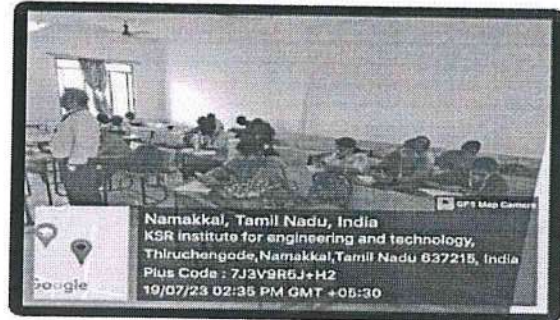 GPS Map Camera
Namakkal, Tamil Nadu, India
KSR institute for engineering and technology,
Thiruchengode,Namakkal,Tamil Nadu 637215, India
Plus Code : 7J3V9R5J+H2
19/07/23 02:35 PM GMT +05:30
Google